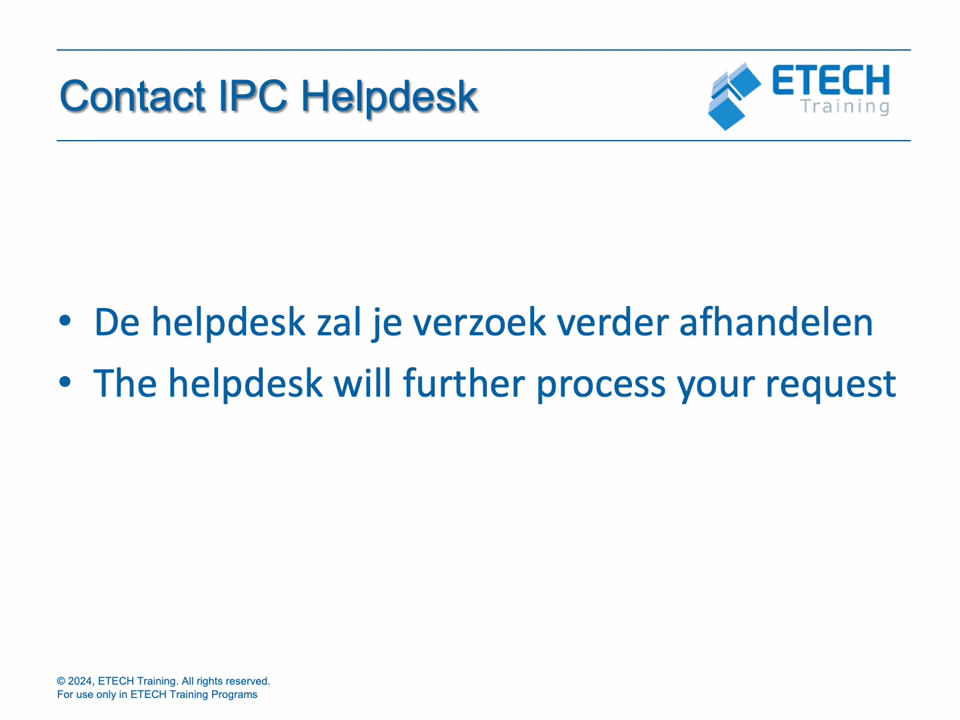 Contact IPC Helpdesk
ETECH
Training
• De helpdesk zal je verzoek verder afhandelen
• The helpdesk will further process your request
© 2024, ETECH Training. All rights reserved.
For use only in ETECH Training Programs